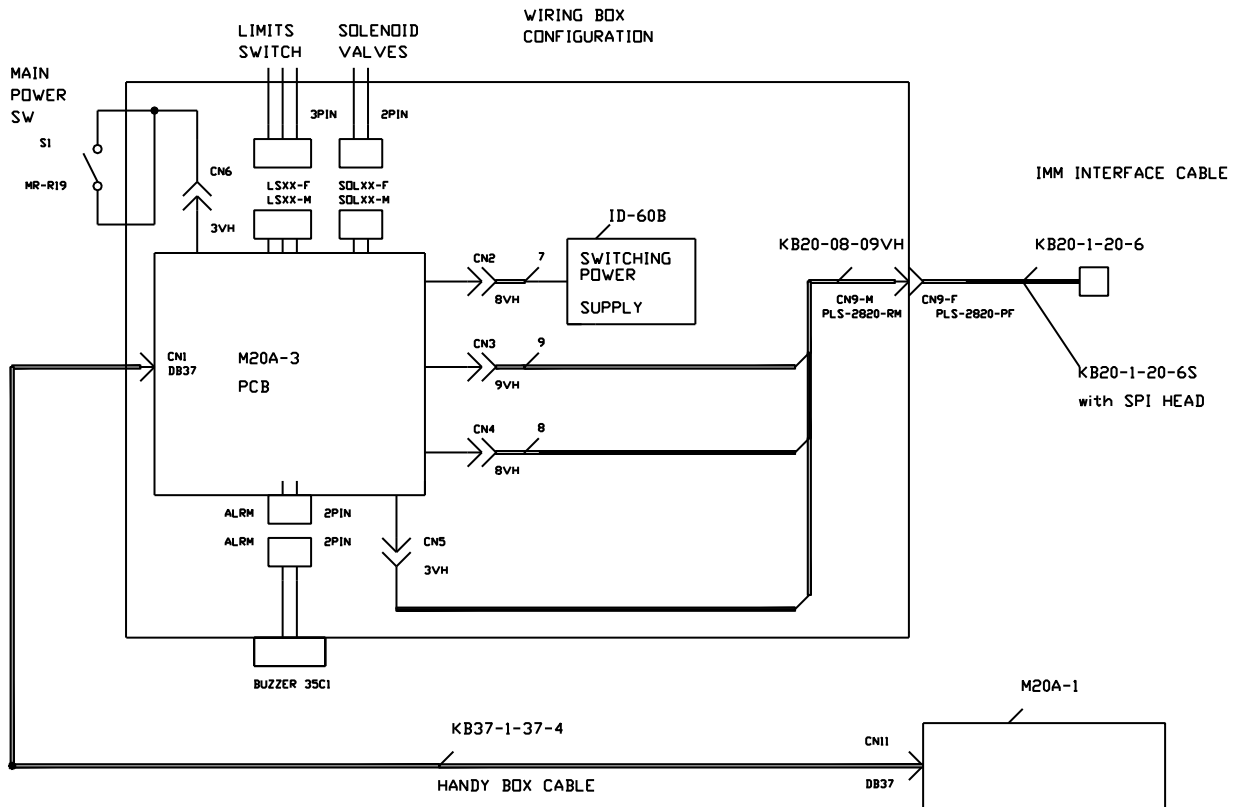 WIRING BOX
CONFIGURATION
LIMITS
SWITCH
SOLENOID
VALVES
MAIN
POWER
SW
3PIN
2PIN
S1
MR-R19
CN6
3VH
LSXX-F
LSXX-M
SOLXX-F
SOLXX-M
IMM INTERFACE CABLE
ID-60B
KB20-08-09VH
KB20-1-20-6
CN2
7
8VH
SWITCHING
POWER
SUPPLY
CN9-M
PLS-2820-RM
CN9-F
PLS-2820-PF
CN1
DB37
M20A-3
PCB
CN3
9
9VH
KB20-1-20-6S
with SPI HEAD
CN4
8
8VH
ALRM
2PIN
ALRM
2PIN
CN5
3VH
BUZZER 35C1
M20A-1
KB37-1-37-4
CN11
HANDY BOX CABLE
DB37